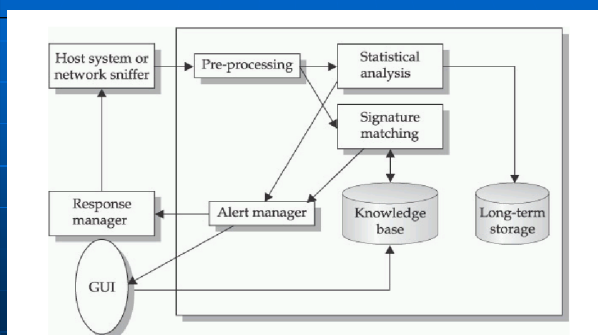 Host system or
network sniffer
Pre-processing
Statistical
analysis
Signature
matching
Response
manager
Alert manager
Knowledge
base
Long-term
storage
GUI